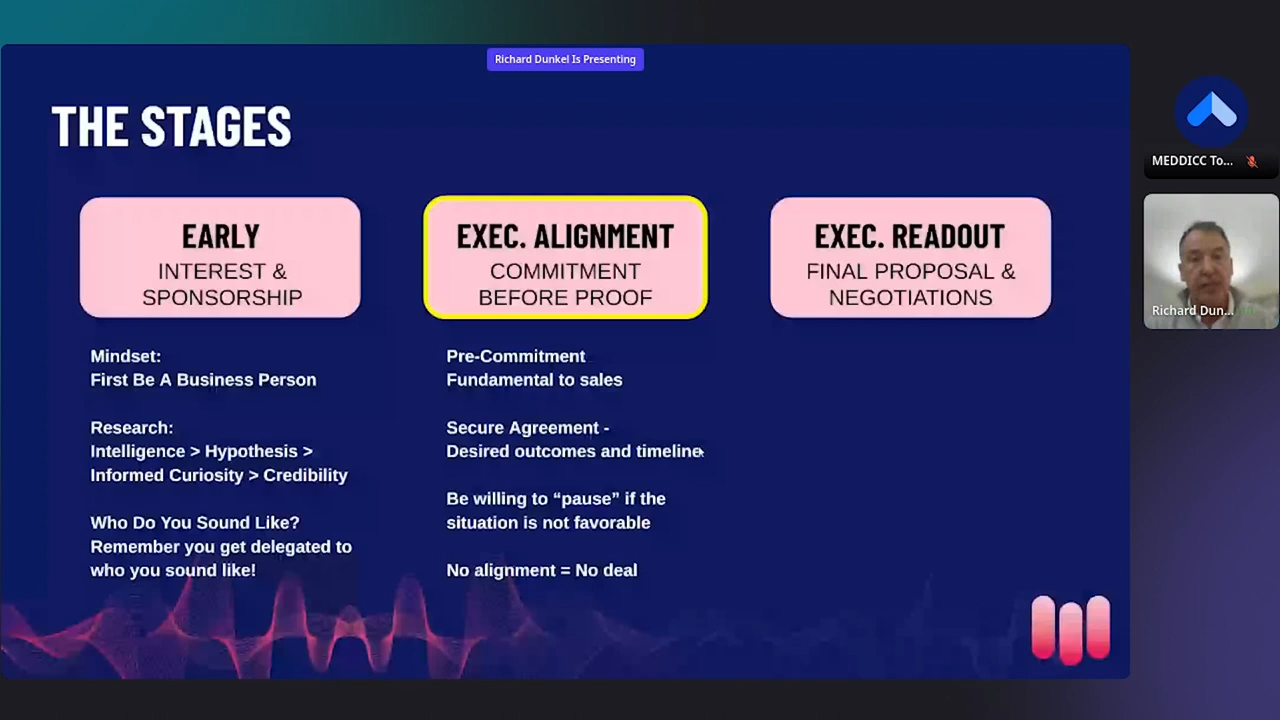 Richard Dunkel Is Presenting
THE STAGES
EARLY
INTEREST &
SPONSORSHIP
EXEC. ALIGNMENT
COMMITMENT
BEFORE PROOF
EXEC. READOUT
FINAL PROPOSAL &
NEGOTIATIONS
Mindset:
First Be A Business Person
Research:
Intelligence > Hypothesis >
Informed Curiosity > Credibility
Who Do You Sound Like?
Remember you get delegated to
who you sound like!
Pre-Commitment
Fundamental to sales
Secure Agreement -
Desired outcomes and timeline
Be willing to “pause” if the
situation is not favorable
No alignment = No deal
MEDDICC To...
Richard Dun...